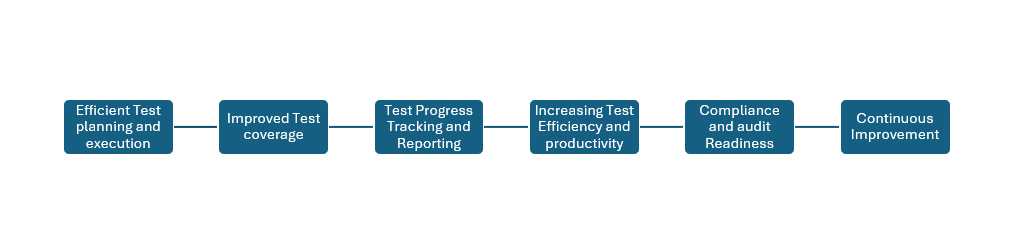 Efficient Test
planning and
execution
Improved Test
coverage
Test Progress
Tracking and
Reporting
Increasing Test
Efficiency and
productivity
Compliance
and audit
Readiness
Continuous
Improvement